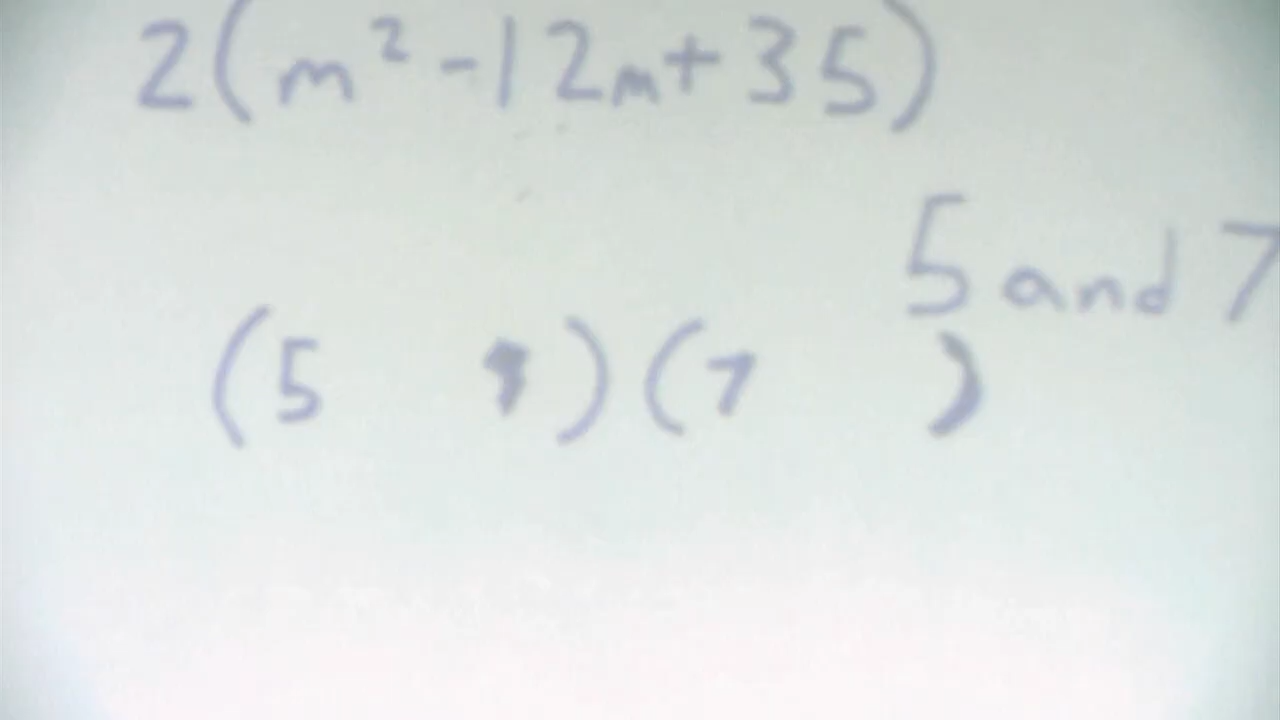 2(m²-12m+35)
5 and 7
(5 )(7 )